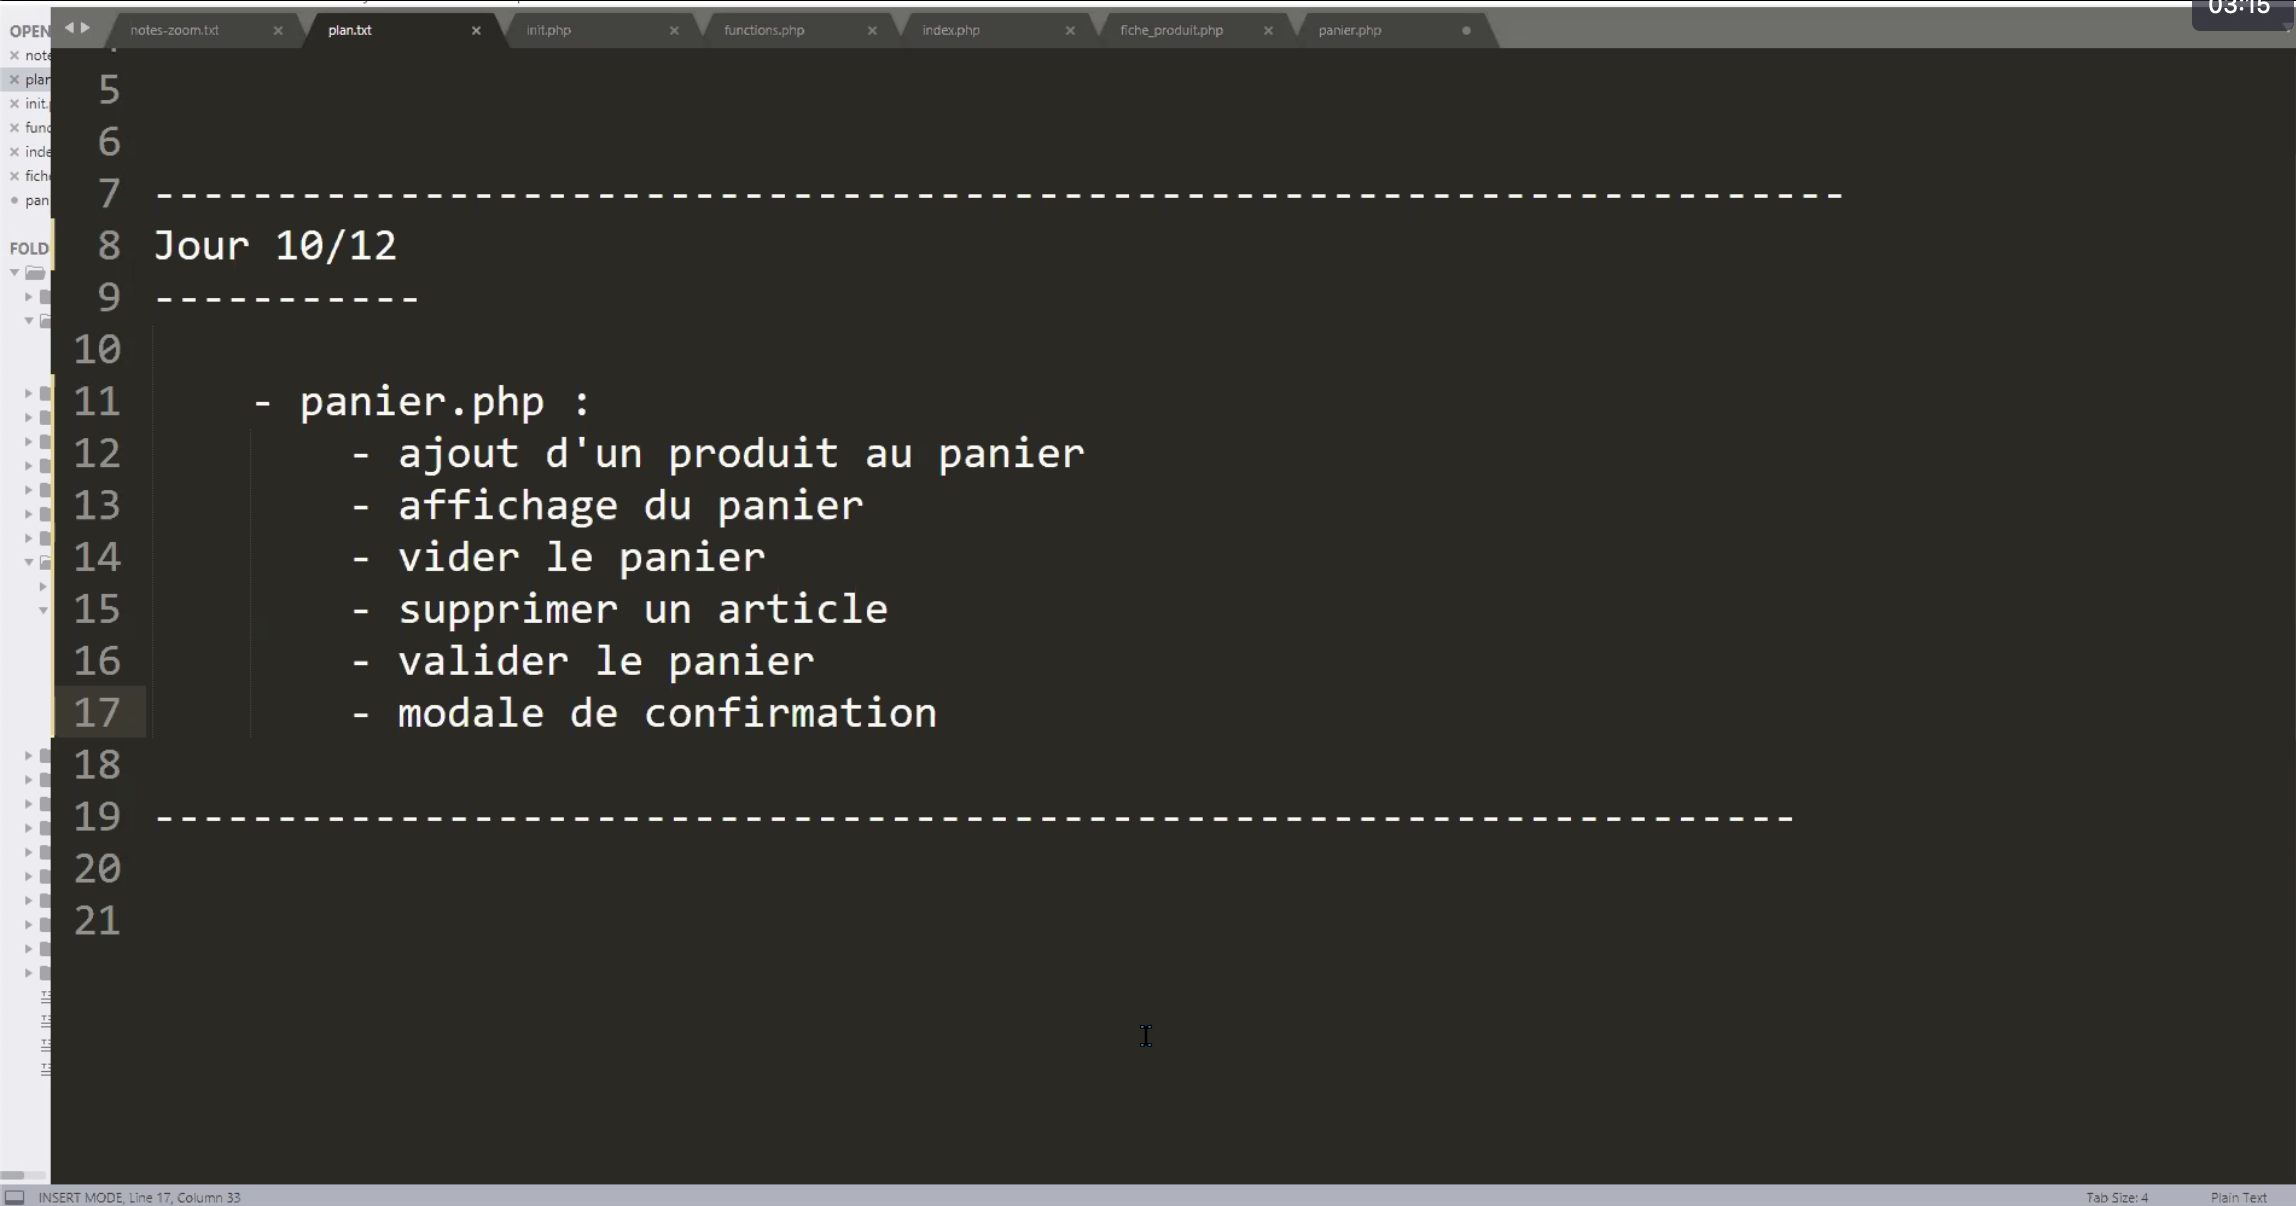 03:15
OPEN
notes-zoom.txt
plan.txt
init.php
functions.php
index.php
fiche_produit.php
panier.php
note
plan
init.
func
inde
fich
pan
FOLD
5
6
7 ---------------------------------------------------------------------
8 Jour 10/12
9 -----------
10
11 - panier.php :
12 - ajout d'un produit au panier
13 - affichage du panier
14 - vider le panier
15 - supprimer un article
16 - valider le panier
17 - modale de confirmation
18
19 -------------------------------------------------------------------
20
21
INSERT MODE, Line 17, Column 33
Tab Size: 4
Plain Text